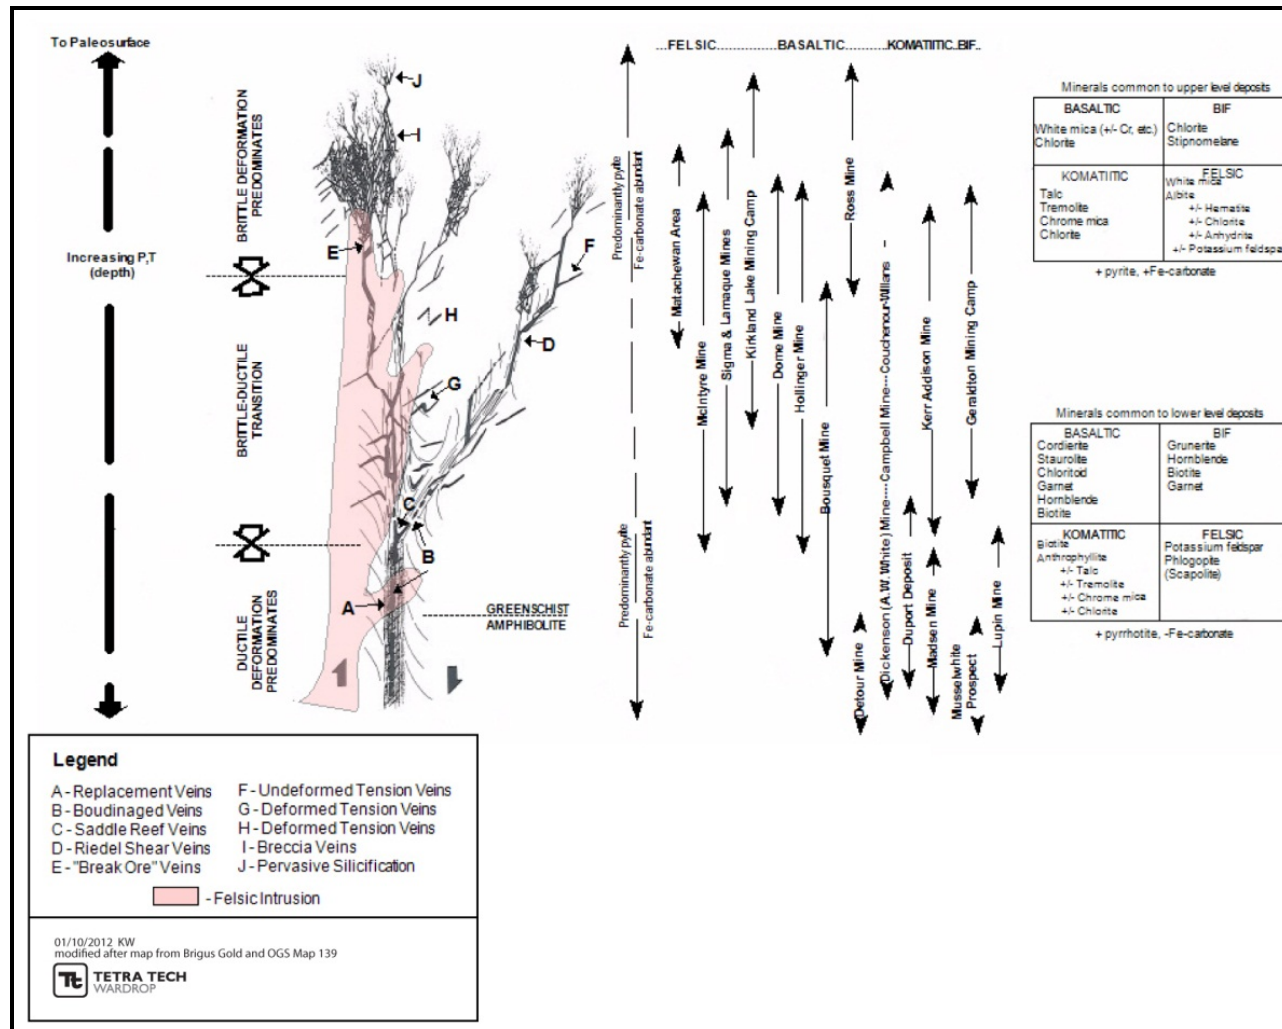 To Paleosurface
Increasing P,T
(depth)
BRITTLE DEFORMATION
PREDOMINATES
BRITTLE-DUCTILE
TRANSITION
DUCTILE
DEFORMATION
PREDOMINATES
J
I
E
F
H
D
G
C
B
A
GREENSCHIST
AMPHIBOLITE
Predominantly pyrite
Fe-carbonate abundant
Predominantly pyrite
Fe-carbonate abundant
FELSIC
BASALTIC
KOMATIITIC
BIF
Matachewan Area
McIntyre Mine
Sigma & Lamaque Mines
Kirkland Lake Mining Camp
Dome Mine
Hollinger Mine
Bousquet Mine
Ross Mine
Detour Mine
Dickenson (A.W. White) Mine----Campbell Mine---Couchenour-Willans -
Duport Deposit
Kerr Addison Mine
Madsen Mine
Geraldton Mining Camp
Musselwhite
Prospect
Lupin Mine
Minerals common to upper level deposits
BASALTIC
White mica (+/- Cr, etc.)
Chlorite
BIF
Chlorite
Stipnomelane
KOMATIITIC
Talc
Tremolite
Chrome mica
Chlorite
FELSIC
White mica
Albite
+/- Hematite
+/- Chlorite
+/- Anhydrite
+/- Potassium feldspa
+ pyrite, +Fe-carbonate
Minerals common to lower level deposits
BASALTIC
Cordierite
Staurolite
Chloritoid
Garnet
Hornblende
Biotite
BIF
Grunerite
Hornblende
Biotite
Garnet
KOMATIITIC
Biotite
Anthrophyllite
+/- Talc
+/- Tremolite
+/- Chrome mica
+/- Chlorite
FELSIC
Potassium feldspar
Phlogopite
(Scapolite)
+ pyrrhotite, -Fe-carbonate
Legend
A - Replacement Veins
B - Boudinaged Veins
C - Saddle Reef Veins
D - Riedel Shear Veins
E - "Break Ore" Veins
F - Undeformed Tension Veins
G - Deformed Tension Veins
H - Deformed Tension Veins
I - Breccia Veins
J - Pervasive Silicification
- Felsic Intrusion
01/10/2012 KW
modified after map from Brigus Gold and OGS Map 139
Tt
TETRA TECH
WARDROP